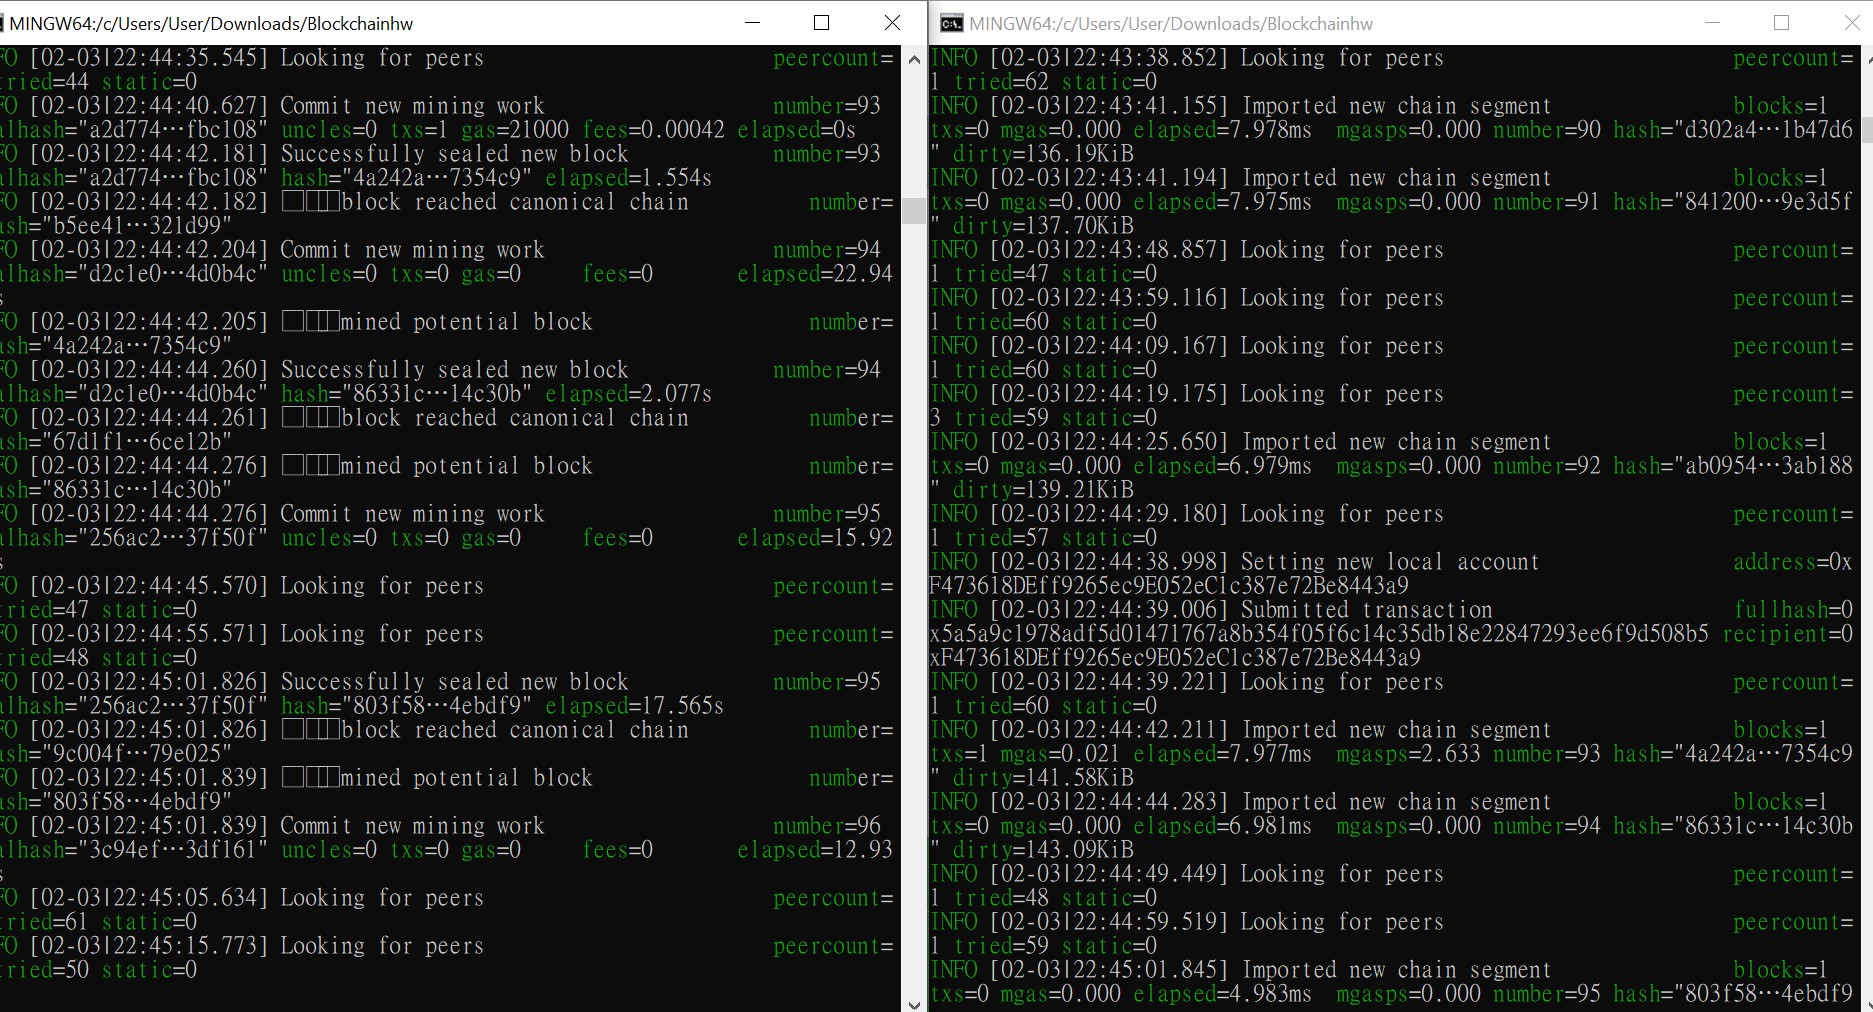 MINGW64:/c/Users/User/Downloads/Blockchainhw
FO [02-03|22:44:35.545] Looking for peers peercount=
tried=44 static=0
FO [02-03|22:44:40.627] Commit new mining work number=93
alhash="a2d774…fbc108" uncles=0 txs=1 gas=21000 fees=0.00042 elapsed=0s
FO [02-03|22:44:42.181] Successfully sealed new block number=93
alhash="a2d774…fbc108" hash="4a242a…7354c9" elapsed=1.554s
FO [02-03|22:44:42.182] □□□block reached canonical chain number=
ash="b5ee41…321d99"
FO [02-03|22:44:42.204] Commit new mining work number=94
alhash="d2c1e0…4d0b4c" uncles=0 txs=0 gas=0 fees=0 elapsed=22.94
s
FO [02-03|22:44:42.205] □□□mined potential block number=
ash="4a242a…7354c9"
FO [02-03|22:44:44.260] Successfully sealed new block number=94
alhash="d2c1e0…4d0b4c" hash="86331c…14c30b" elapsed=2.077s
FO [02-03|22:44:44.261] □□□block reached canonical chain number=
ash="67d1f1…6ce12b"
FO [02-03|22:44:44.276] □□□mined potential block number=
ash="86331c…14c30b"
FO [02-03|22:44:44.276] Commit new mining work number=95
alhash="256ac2…37f50f" uncles=0 txs=0 gas=0 fees=0 elapsed=15.92
s
FO [02-03|22:44:45.570] Looking for peers peercount=
tried=47 static=0
FO [02-03|22:44:55.571] Looking for peers peercount=
tried=48 static=0
FO [02-03|22:45:01.826] Successfully sealed new block number=95
alhash="256ac2…37f50f" hash="803f58…4ebdf9" elapsed=17.565s
FO [02-03|22:45:01.826] □□□block reached canonical chain number=
ash="9c004f…79e025"
FO [02-03|22:45:01.839] □□□mined potential block number=
ash="803f58…4ebdf9"
FO [02-03|22:45:01.839] Commit new mining work number=96
alhash="3c94ef…3df161" uncles=0 txs=0 gas=0 fees=0 elapsed=12.93
s
FO [02-03|22:45:05.634] Looking for peers peercount=
tried=61 static=0
FO [02-03|22:45:15.773] Looking for peers peercount=
tried=50 static=0
MINGW64:/c/Users/User/Downloads/Blockchainhw
INFO [02-03|22:43:38.852] Looking for peers peercount=
1 tried=62 static=0
INFO [02-03|22:43:41.155] Imported new chain segment blocks=1
txs=0 mgas=0.000 elapsed=7.978ms mgasps=0.000 number=90 hash="d302a4…1b47d6
" dirty=136.19KiB
INFO [02-03|22:43:41.194] Imported new chain segment blocks=1
txs=0 mgas=0.000 elapsed=7.975ms mgasps=0.000 number=91 hash="841200…9e3d5f
" dirty=137.70KiB
INFO [02-03|22:43:48.857] Looking for peers peercount=
1 tried=47 static=0
INFO [02-03|22:43:59.116] Looking for peers peercount=
1 tried=60 static=0
INFO [02-03|22:44:09.167] Looking for peers peercount=
1 tried=60 static=0
INFO [02-03|22:44:19.175] Looking for peers peercount=
3 tried=59 static=0
INFO [02-03|22:44:25.650] Imported new chain segment blocks=1
txs=0 mgas=0.000 elapsed=6.979ms mgasps=0.000 number=92 hash="ab0954…3ab188
" dirty=139.21KiB
INFO [02-03|22:44:29.180] Looking for peers peercount=
1 tried=57 static=0
INFO [02-03|22:44:38.998] Setting new local account address=0x
F473618DEff9265ec9E052eC1c387e72Be8443a9
INFO [02-03|22:44:39.006] Submitted transaction fullhash=0
x5a5a9c1978adf5d01471767a8b354f05f6c14c35db18e22847293ee6f9d508b5 recipient=0
xF473618DEff9265ec9E052eC1c387e72Be8443a9
INFO [02-03|22:44:39.221] Looking for peers peercount=
1 tried=60 static=0
INFO [02-03|22:44:42.211] Imported new chain segment blocks=1
txs=1 mgas=0.021 elapsed=7.977ms mgasps=2.633 number=93 hash="4a242a…7354c9
" dirty=141.58KiB
INFO [02-03|22:44:44.283] Imported new chain segment blocks=1
txs=0 mgas=0.000 elapsed=6.981ms mgasps=0.000 number=94 hash="86331c…14c30b
" dirty=143.09KiB
INFO [02-03|22:44:49.449] Looking for peers peercount=
1 tried=48 static=0
INFO [02-03|22:44:59.519] Looking for peers peercount=
1 tried=59 static=0
INFO [02-03|22:45:01.845] Imported new chain segment blocks=1
txs=0 mgas=0.000 elapsed=4.983ms mgasps=0.000 number=95 hash="803f58…4ebdf9